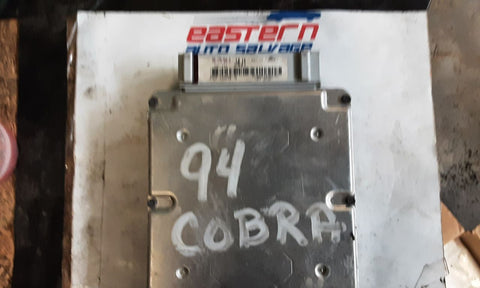 eastern
AUTO SALVAGE
94
COBRA